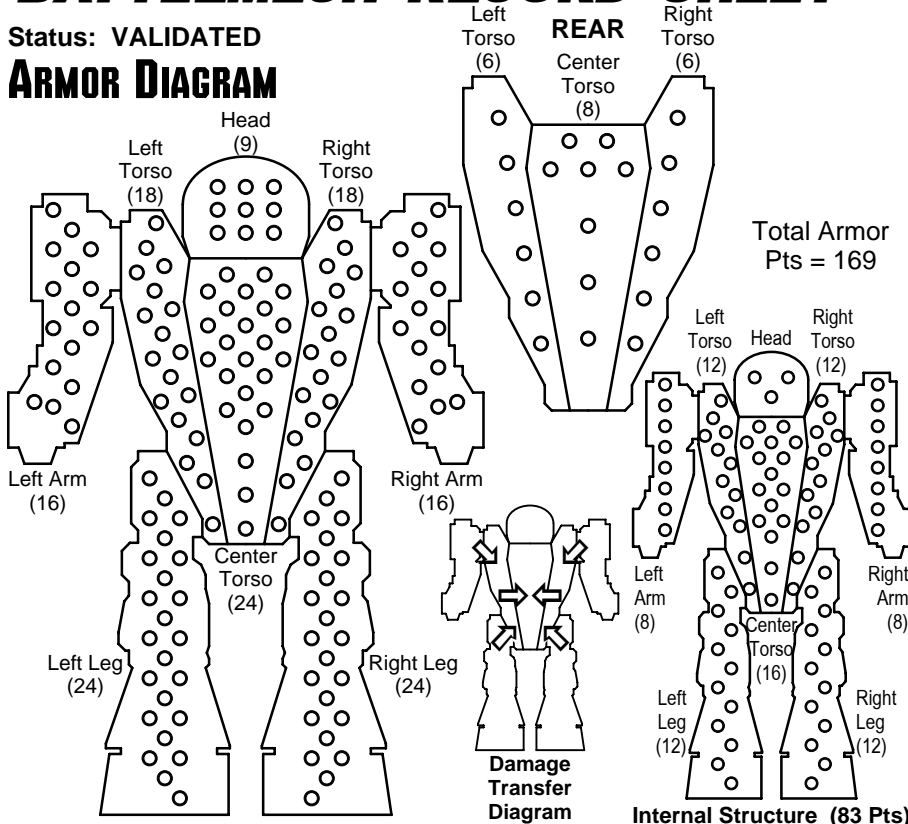 BATTLEMECH RECORD SHEET
Status: VALIDATED
ARMOR DIAGRAM
Left
Torso
(6)
REAR
Right
Torso
(6)
Center
Torso
(8)
Head
(9)
Left
Torso
(18)
Right
Torso
(18)
Total Armor
Pts = 169
Left Arm
(16)
Right Arm
(16)
Center
Torso
(24)
Left Leg
(24)
Right Leg
(24)
Left
Torso
(12)
Head
Right
Torso
(12)
Left
Arm
(8)
Right
Arm
(8)
Center
Torso
(16)
Left
Leg
(12)
Right
Leg
(12)
Damage
Transfer
Diagram
Internal Structure (83 Pts)